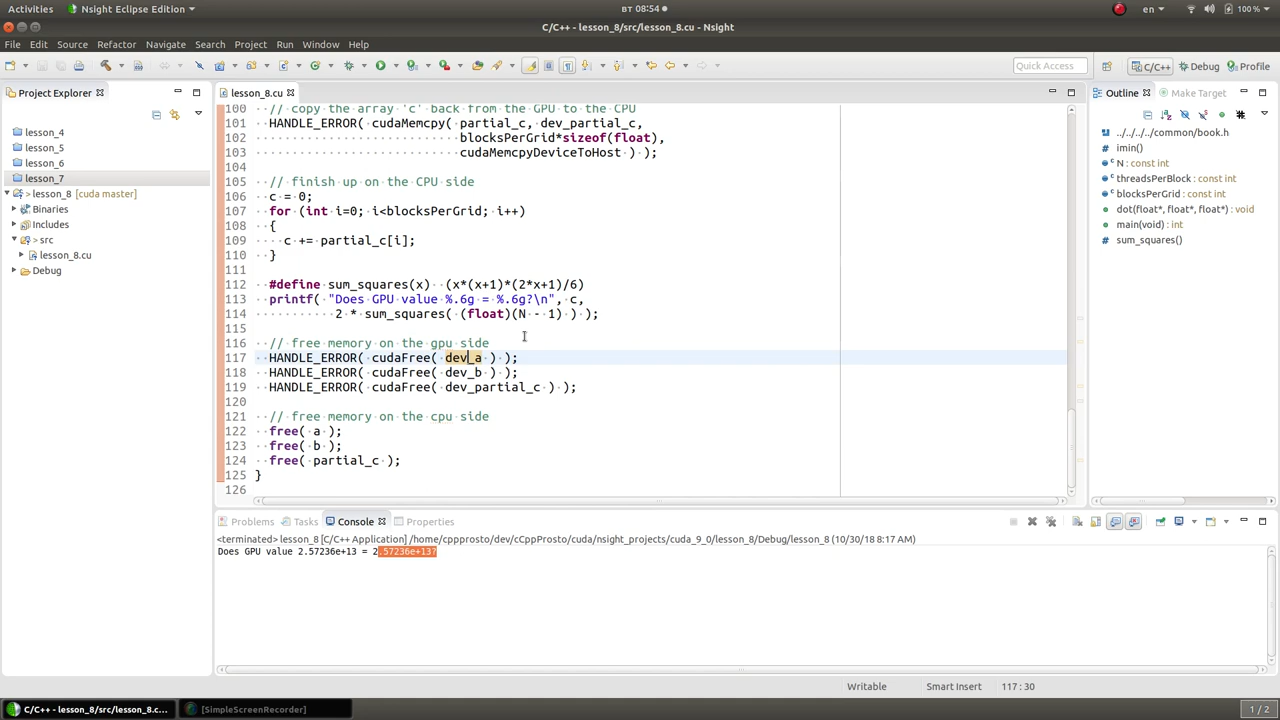 Activities Nsight Eclipse Edition ВТ 08:54 en 100 %
C/C++ - lesson_8/src/lesson_8.cu - Nsight
File Edit Source Refactor Navigate Search Project Run Window Help
Quick Access C/C++ Debug Profile
Project Explorer
lesson_4
lesson_5
lesson_6
lesson_7
> lesson_8 [cuda master]
Binaries
Includes
> src
lesson_8.cu
Debug
lesson_8.cu
100 // copy the array 'c' back from the GPU to the CPU
101 HANDLE_ERROR( cudaMemcpy( partial_c, dev_partial_c,
102 blocksPerGrid*sizeof(float),
103 cudaMemcpyDeviceToHost ) );
104
105 // finish up on the CPU side
106 c = 0;
107 for (int i=0; i<blocksPerGrid; i++)
108 {
109 c += partial_c[i];
110 }
111
112 #define sum_squares(x) (x*(x+1)*(2*x+1)/6)
113 printf( "Does GPU value %.6g = %.6g?\n", c,
114 2 * sum_squares( (float)(N - 1) ) );
115
116 // free memory on the gpu side
117 HANDLE_ERROR( cudaFree( dev_a ) );
118 HANDLE_ERROR( cudaFree( dev_b ) );
119 HANDLE_ERROR( cudaFree( dev_partial_c ) );
120
121 // free memory on the cpu side
122 free( a );
123 free( b );
124 free( partial_c );
125 }
126
Outline Make Target
../../../../common/book.h
imin()
N : const int
threadsPerBlock : const int
blocksPerGrid : const int
dot(float*, float*, float*) : void
main(void) : int
sum_squares()
Problems Tasks Console Properties
<terminated> lesson_8 [C/C++ Application] /home/cppprosto/dev/cCppProsto/cuda/nsight_projects/cuda_9_0/lesson_8/Debug/lesson_8 (10/30/18 8:17 AM)
Does GPU value 2.57236e+13 = 2.57236e+13?
Writable Smart Insert 117 : 30
C/C++ - lesson_8/src/lesson_8.c... [SimpleScreenRecorder] 1 / 2